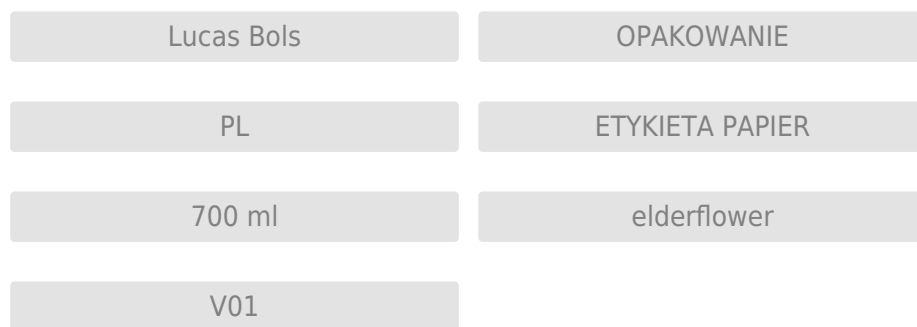 Lucas Bols
OPAKOWANIE
PL
ETYKIETA PAPIER
700 ml
elderflower
V01